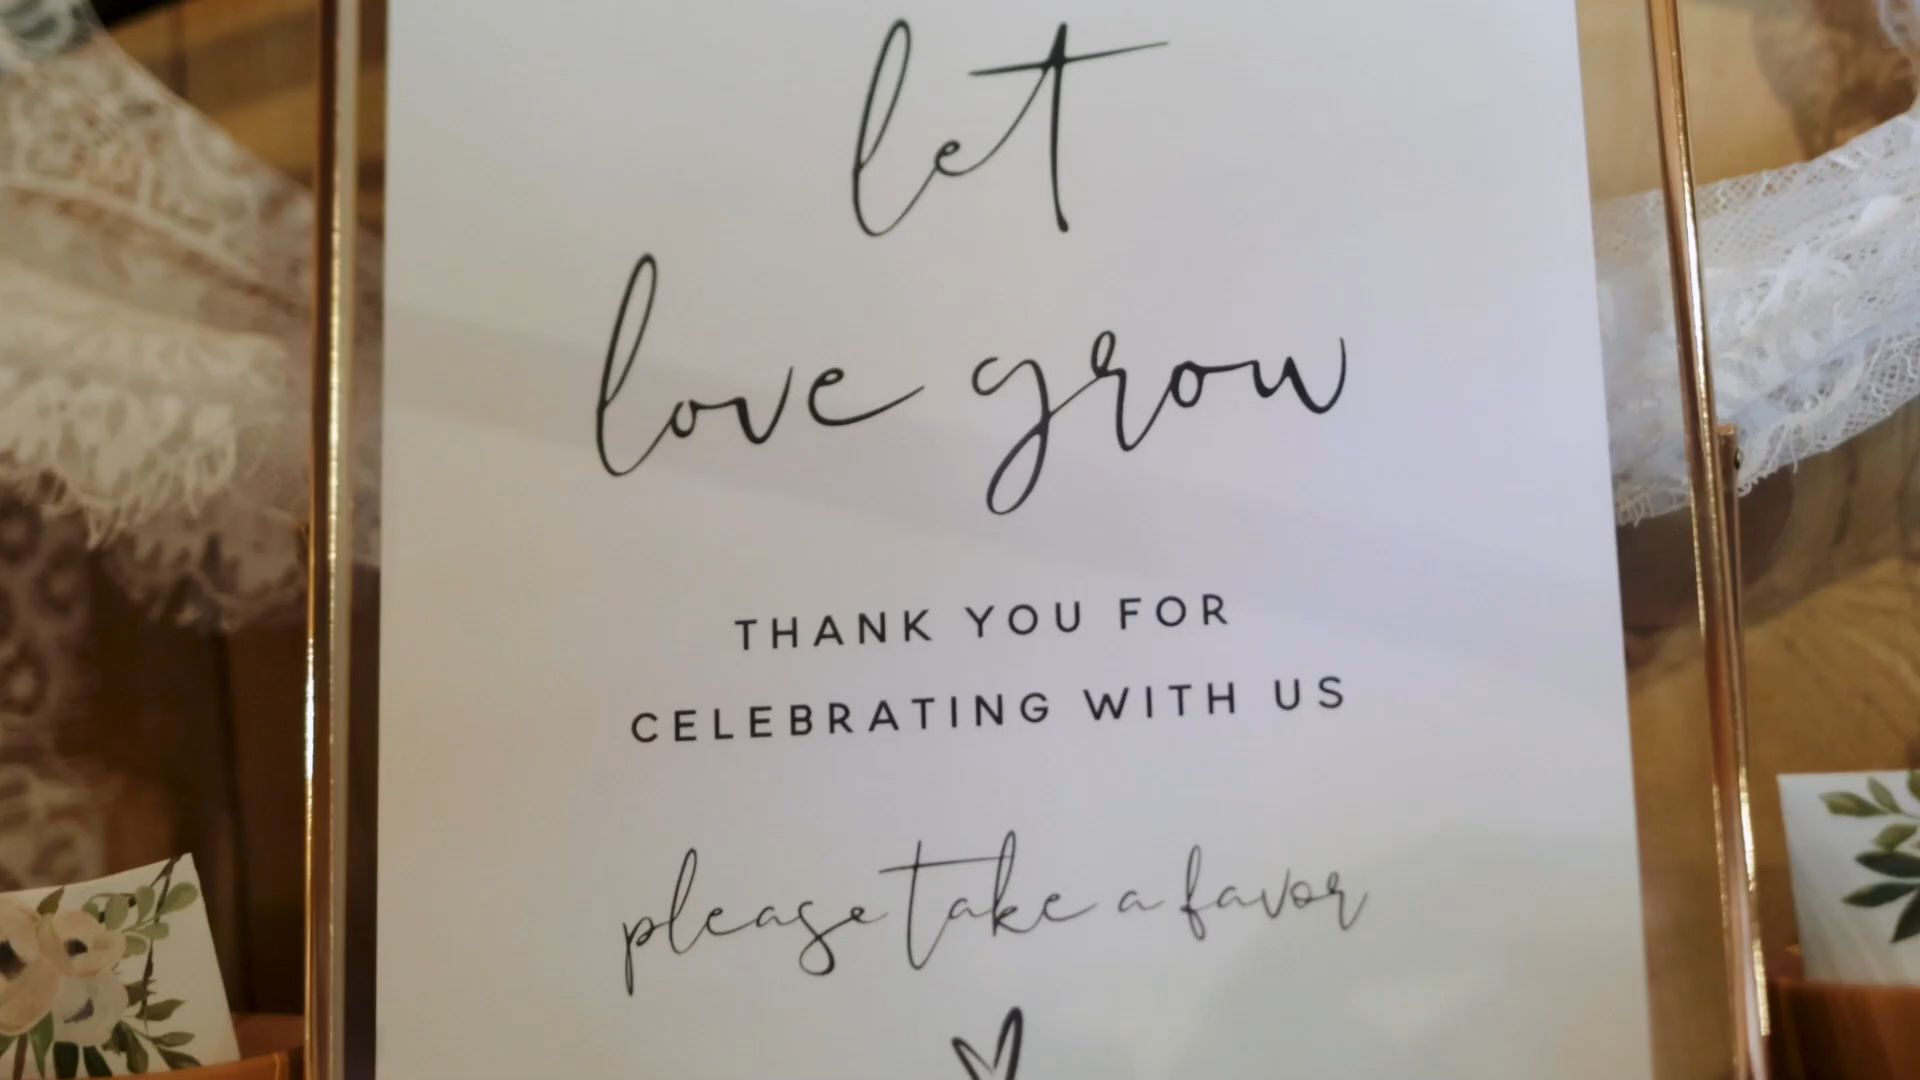 let
love grow
THANK YOU FOR
CELEBRATING WITH US
please take a favor